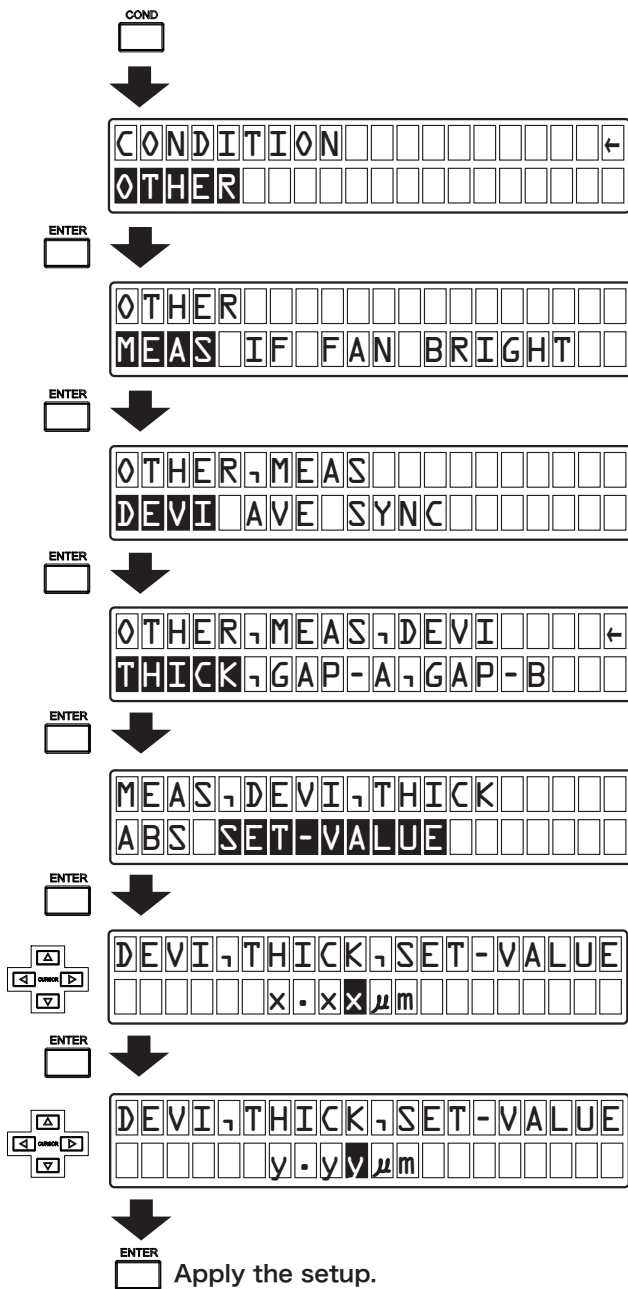 COND
CONDITION ←
OTHER
ENTER
OTHER
MEAS IF FAN BRIGHT
ENTER
OTHER,MEAS
DEVI AVE SYNC
ENTER
OTHER,MEAS,DEVI ←
THICK,GAP-A,GAP-B
ENTER
MEAS,DEVI,THICK
ABS SET-VALUE
ENTER
DEVI,THICK,SET-VALUE
CURSOR
x.xxμm
ENTER
DEVI,THICK,SET-VALUE
CURSOR
y.yyμm
ENTER
Apply the setup.